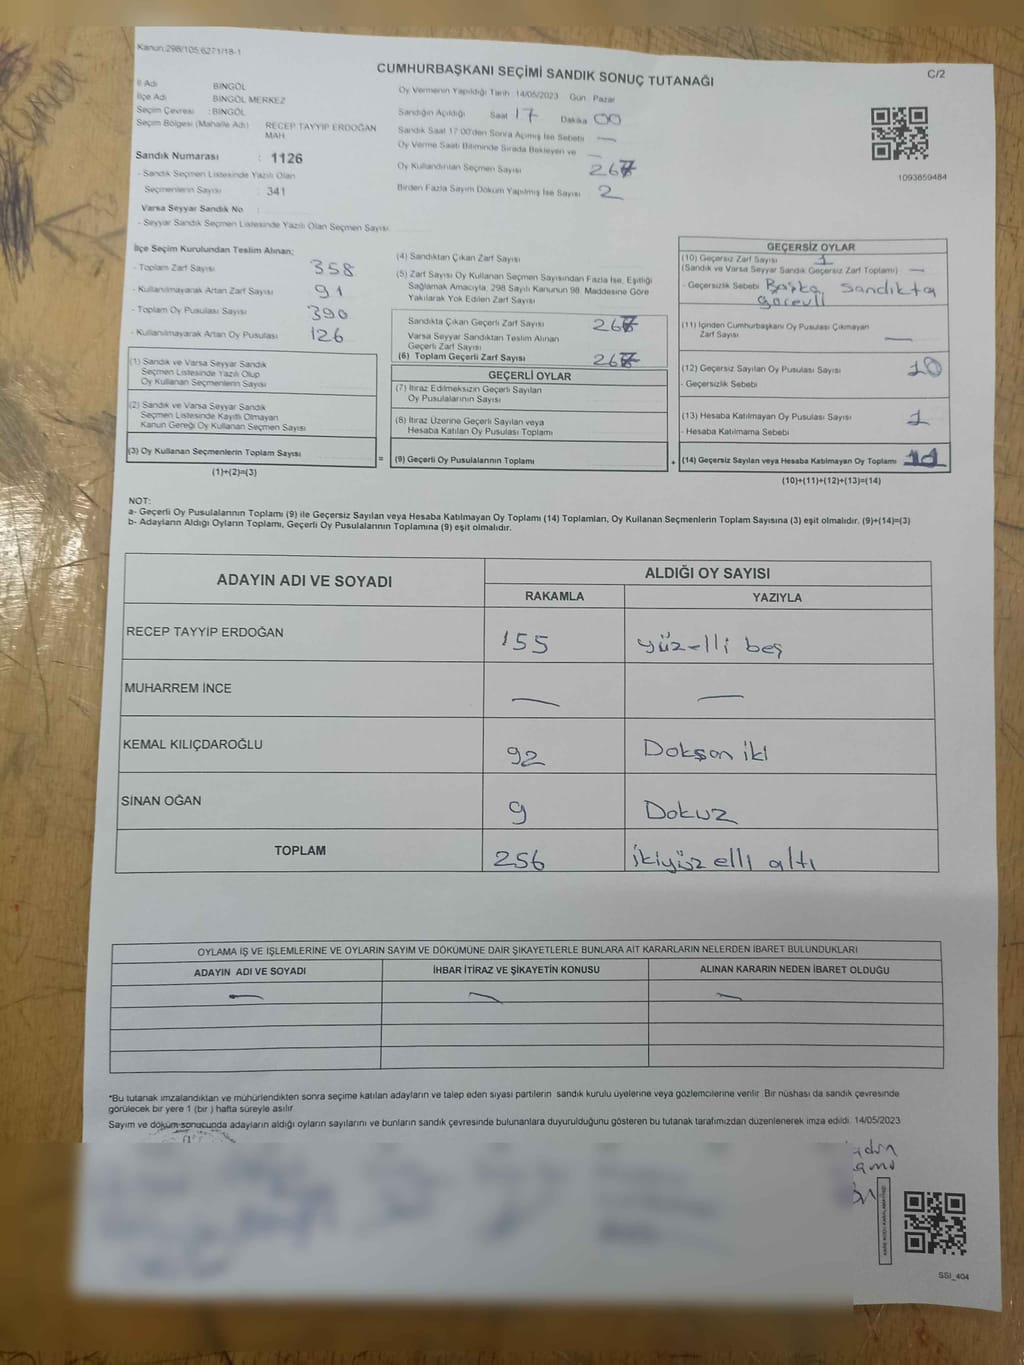 Kanun:298/105;6271/18-1
C/2
CUMHURBAŞKANI SEÇİMİ SANDIK SONUÇ TUTANAĞI
İl Adı BİNGÖL
İlçe Adı BİNGÖL MERKEZ
Seçim Çevresi : BİNGÖL
Seçim Bölgesi (Mahalle Adı) RECEP TAYYİP ERDOĞAN MAH.
Sandık Numarası : 1126
- Sandık Seçmen Listesinde Yazılı Olan
Seçmenlerin Sayısı : 341
Varsa Seyyar Sandık No :
- Seyyar Sandık Seçmen Listesinde Yazılı Olan Seçmen Sayısı
Oy Vermenin Yapıldığı Tarih :14/05/2023 Gün Pazar
Sandığın Açıldığı Saat 17 Dakika 00
Sandık Saat 17:00'den Sonra Açımış İse Sebebi —
Oy Verme Saati Bitiminde Sırada Bekleyen ve —
Oy Kullandırılan Seçmen Sayısı 267
Birden Fazla Sayım Döküm Yapılmış İse Sayısı 2
1093859484
İlçe Seçim Kurulundan Teslim Alınan;
- Toplam Zarf Sayısı 358
- Kullanılmayarak Artan Zarf Sayısı 91
- Toplam Oy Pusulası Sayısı 390
- Kullanılmayarak Artan Oy Pusulası 126
(1) Sandık ve Varsa Seyyar Sandık
Seçmen Listesinde Yazılı Olup
Oy Kullanan Seçmenlerin Sayısı
(2) Sandık ve Varsa Seyyar Sandık
Seçmen Listesinde Kayıtlı Olmayan
Kanun Gereği Oy Kullanan Seçmen Sayısı
(3) Oy Kullanan Seçmenlerin Toplam Sayısı
(1)+(2)=(3)
=
(4) Sandıktan Çıkan Zarf Sayısı
(5) Zarf Sayısı Oy Kullanan Seçmen Sayısından Fazla İse, Eşitliği
Sağlamak Amacıyla, 298 Sayılı Kanunun 98. Maddesine Göre
Yakılarak Yok Edilen Zarf Sayısı
Sandıkta Çıkan Geçerli Zarf Sayısı 267
Varsa Seyyar Sandıktan Teslim Alınan
Geçerli Zarf Sayısı
(6) Toplam Geçerli Zarf Sayısı 267
GEÇERLİ OYLAR
(7) İtiraz Edilmeksizin Geçerli Sayılan
Oy Pusulalarının Sayısı
(8) İtiraz Üzerine Geçerli Sayılan veya
Hesaba Katılan Oy Pusulası Toplamı
(9) Geçerli Oy Pusulalarının Toplamı
+
GEÇERSİZ OYLAR
(10) Geçersiz Zarf Sayısı 1
(Sandık ve Varsa Seyyar Sandık Geçersiz Zarf Toplamı) —
- Geçersizlik Sebebi Başka sandıkta
görevli
(11) İçinden Cumhurbaşkanı Oy Pusulası Çıkmayan
Zarf Sayısı —
(12) Geçersiz Sayılan Oy Pusulası Sayısı 10
- Geçersizlik Sebebi
(13) Hesaba Katılmayan Oy Pusulası Sayısı 1
- Hesaba Katılmama Sebebi
(14) Geçersiz Sayılan veya Hesaba Katılmayan Oy Toplamı 11
(10)+(11)+(12)+(13)=(14)
NOT:
a- Geçerli Oy Pusulalarının Toplamı (9) ile Geçersiz Sayılan veya Hesaba Katılmayan Oy Toplamı (14) Toplamları, Oy Kullanan Seçmenlerin Toplam Sayısına (3) eşit olmalıdır. (9)+(14)=(3)
b- Adayların Aldığı Oyların Toplamı, Geçerli Oy Pusulalarının Toplamına (9) eşit olmalıdır.
ADAYIN ADI VE SOYADI ALDIĞI OY SAYISI
RAKAMLA YAZIYLA
RECEP TAYYİP ERDOĞAN 155 yüzelli beş
MUHARREM İNCE — —
KEMAL KILIÇDAROĞLU 92 Dokson iki
SİNAN OĞAN 9 Dokuz
TOPLAM 256 ikiyüz elli altı
OYLAMA İŞ VE İŞLEMLERİNE VE OYLARIN SAYIM VE DÖKÜMÜNE DAİR ŞİKAYETLERLE BUNLARA AİT KARARLARIN NELERDEN İBARET BULUNDUKLARI
ADAYIN ADI VE SOYADI İHBAR İTİRAZ VE ŞİKAYETİN KONUSU ALINAN KARARIN NEDEN İBARET OLDUĞU
— — —
*Bu tutanak imzalandıktan ve mühürlendikten sonra seçime katılan adayların ve talep eden siyasi partilerin sandık kurulu üyelerine veya gözlemcilerine verilir. Bir nüshası da sandık çevresinde
görülecek bir yere 1 (bir ) hafta süreyle asılır.
Sayım ve döküm sonucunda adayların aldığı oyların sayılarını ve bunların sandık çevresinde bulunanlara duyurulduğunu gösteren bu tutanak tarafımızdan düzenlenerek imza edildi. 14/05/2023
SSI_404